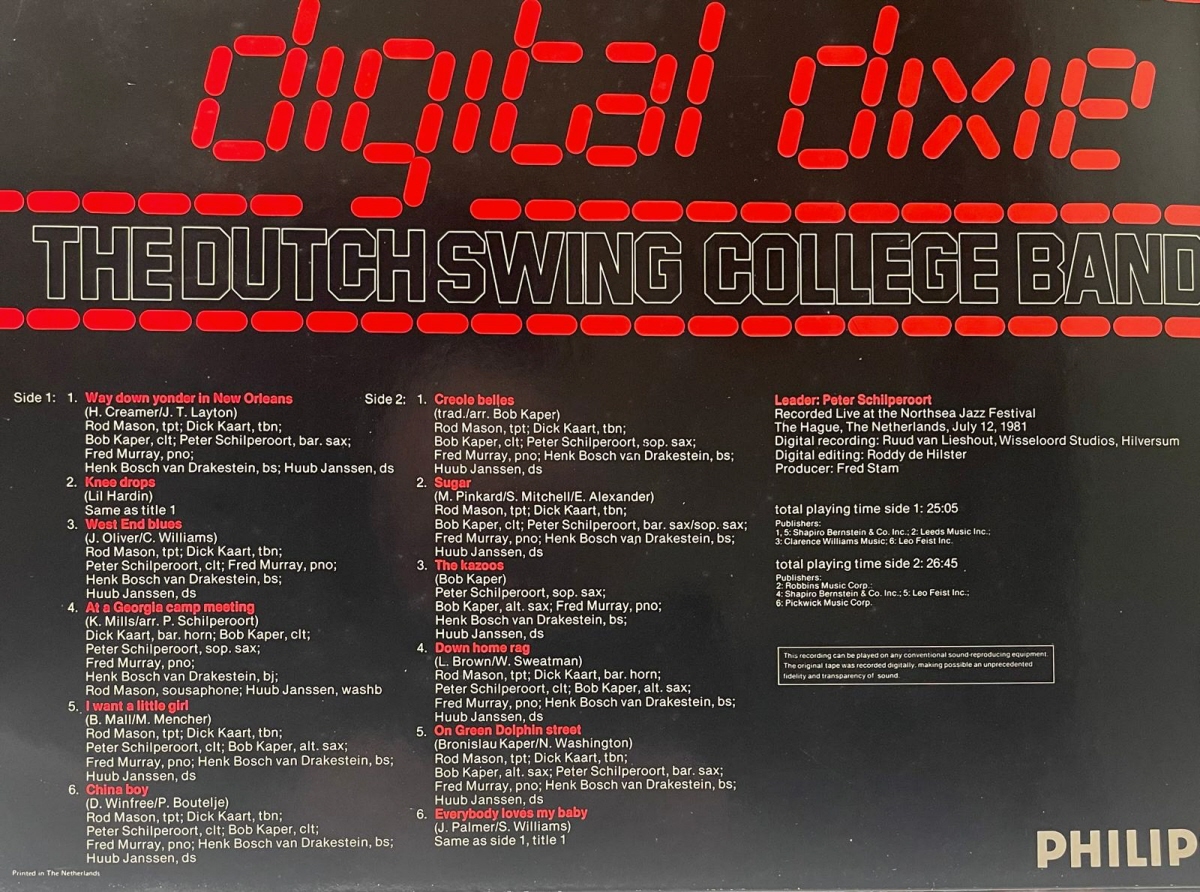 digital dixie
THE DUTCH SWING COLLEGE BAND
Side 1: 1. Way down yonder in New Orleans
(H. Creamer/J. T. Layton)
Rod Mason, tpt; Dick Kaart, tbn;
Bob Kaper, clt; Peter Schilperoort, bar. sax;
Fred Murray, pno;
Henk Bosch van Drakestein, bs; Huub Janssen, ds
2. Knee drops
(Lil Hardin)
Same as title 1
3. West End blues
(J. Oliver/C. Williams)
Rod Mason, tpt; Dick Kaart, tbn;
Peter Schilperoort, clt; Fred Murray, pno;
Henk Bosch van Drakestein, bs;
Huub Janssen, ds
4. At a Georgia camp meeting
(K. Mills/arr. P. Schilperoort)
Dick Kaart, bar. horn; Bob Kaper, clt;
Peter Schilperoort, sop. sax;
Fred Murray, pno;
Henk Bosch van Drakestein, bj;
Rod Mason, sousaphone; Huub Janssen, washb
5. I want a little girl
(B. Mall/M. Mencher)
Rod Mason, tpt; Dick Kaart, tbn;
Peter Schilperoort, clt; Bob Kaper, alt. sax;
Fred Murray, pno; Henk Bosch van Drakestein, bs;
Huub Janssen, ds
6. China boy
(D. Winfree/P. Boutelje)
Rod Mason, tpt; Dick Kaart, tbn;
Peter Schilperoort, clt; Bob Kaper, clt;
Fred Murray, pno; Henk Bosch van Drakestein, bs;
Huub Janssen, ds
Side 2: 1. Creole belles
(trad./arr. Bob Kaper)
Rod Mason, tpt; Dick Kaart, tbn;
Bob Kaper, clt; Peter Schilperoort, sop. sax;
Fred Murray, pno; Henk Bosch van Drakestein, bs;
Huub Janssen, ds
2. Sugar
(M. Pinkard/S. Mitchell/E. Alexander)
Rod Mason, tpt; Dick Kaart, tbn;
Bob Kaper, clt; Peter Schilperoort, bar. sax/sop. sax;
Fred Murray, pno; Henk Bosch van Drakestein, bs;
Huub Janssen, ds
3. The kazoos
(Bob Kaper)
Peter Schilperoort, sop. sax;
Bob Kaper, alt. sax; Fred Murray, pno;
Henk Bosch van Drakestein, bs;
Huub Janssen, ds
4. Down home rag
(L. Brown/W. Sweatman)
Rod Mason, tpt; Dick Kaart, bar. horn;
Peter Schilperoort, clt; Bob Kaper, alt. sax;
Fred Murray, pno; Henk Bosch van Drakestein, bs;
Huub Janssen, ds
5. On Green Dolphin street
(Bronislau Kaper/N. Washington)
Rod Mason, tpt; Dick Kaart, tbn;
Bob Kaper, alt. sax; Peter Schilperoort, bar. sax;
Fred Murray, pno; Henk Bosch van Drakestein, bs;
Huub Janssen, ds
6. Everybody loves my baby
(J. Palmer/S. Williams)
Same as side 1, title 1
Leader: Peter Schilperoort
Recorded Live at the Northsea Jazz Festival
The Hague, The Netherlands, July 12, 1981
Digital recording: Ruud van Lieshout, Wisseloord Studios, Hilversum
Digital editing: Roddy de Hilster
Producer: Fred Stam
total playing time side 1: 25:05
Publishers:
1, 5: Shapiro Bernstein & Co. Inc.; 2: Leeds Music Inc.;
3: Clarence Williams Music; 6: Leo Feist Inc.
total playing time side 2: 26:45
Publishers:
2: Robbins Music Corp.:
4: Shapiro Bernstein & Co. Inc.; 5: Leo Feist Inc.;
6: Pickwick Music Corp.
This recording can be played on any conventional sound-reproducing equipment.
The original tape was recorded digitally, making possible an unprecedented
fidelity and transparency of sound.
PHILIP
Printed in The Netherlands